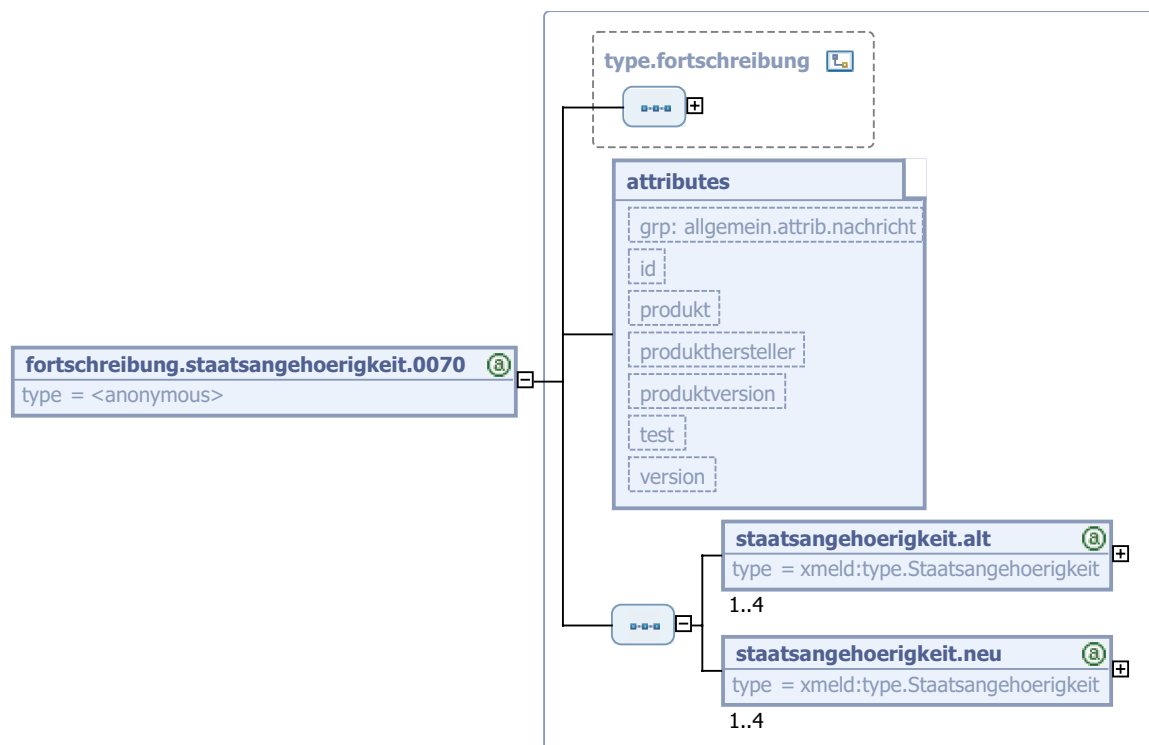 type.fortschreibung
attributes
grp: allgemein.attrib.nachricht
id
produkt
produkthersteller
produktversion
test
version
fortschreibung.staatsangehoerigkeit.0070
type = <anonymous>
staatsangehoerigkeit.alt
type = xmeld:type.Staatsangehoerigkeit
1..4
staatsangehoerigkeit.neu
type = xmeld:type.Staatsangehoerigkeit
1..4